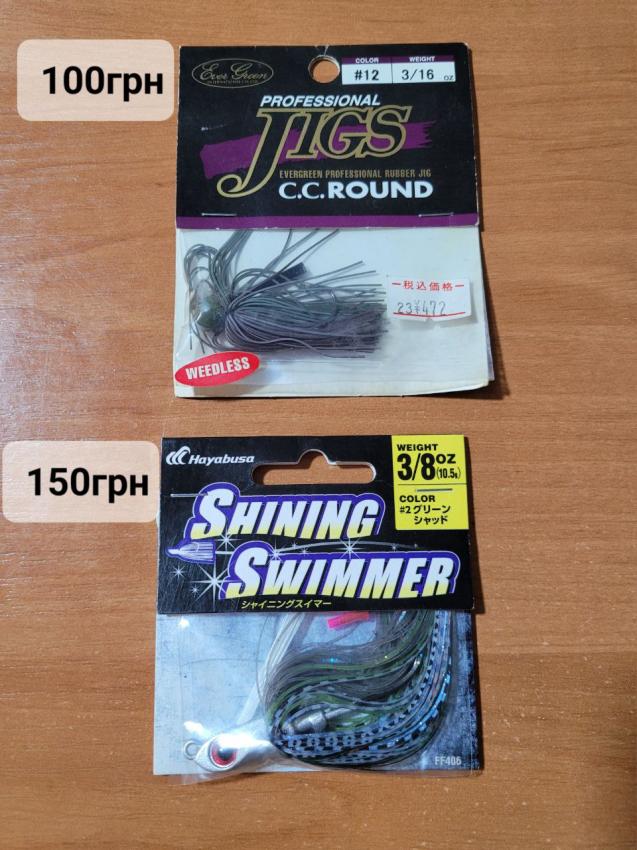 100грн
Ever Green
COLOR
WEIGHT
#12
3/16 oz
PROFESSIONAL
JIGS
EVERGREEN PROFESSIONAL RUBBER JIG
C.C.ROUND
税込価格
23 ¥472
WEEDLESS
150грн
Hayabusa
WEIGHT
3/8oz
(10.5g)
COLOR
#2グリーン
シャッド
SHINING
SWIMMER
シャイニングスイマー
FF406